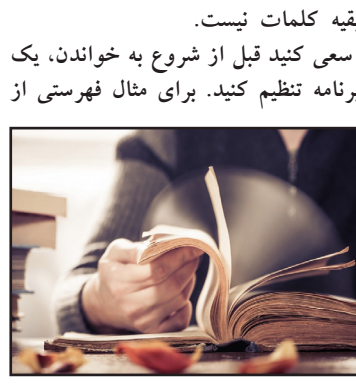 بقیه کلمات نیست.
سعی کنید قبل از شروع به خواندن، یک
برنامه تنظیم کنید. برای مثال فهرستی از